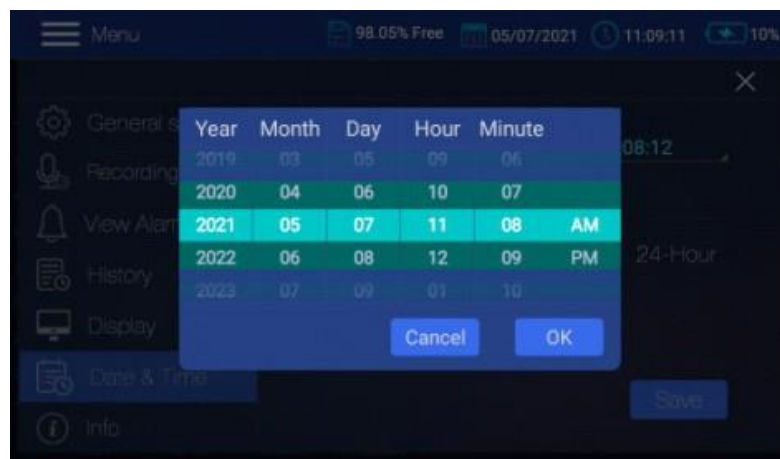 Menu 98.05% Free 05/07/2021 11:09:11 10%
General s
Recording
View Alarm
History
Display
Date & Time
Info
Year Month Day Hour Minute
2019 03 05 09 06
2020 04 06 10 07
2021 05 07 11 08 AM
2022 06 08 12 09 PM
2023 07 09 01 10
Cancel OK
08:12
24-Hour
Save